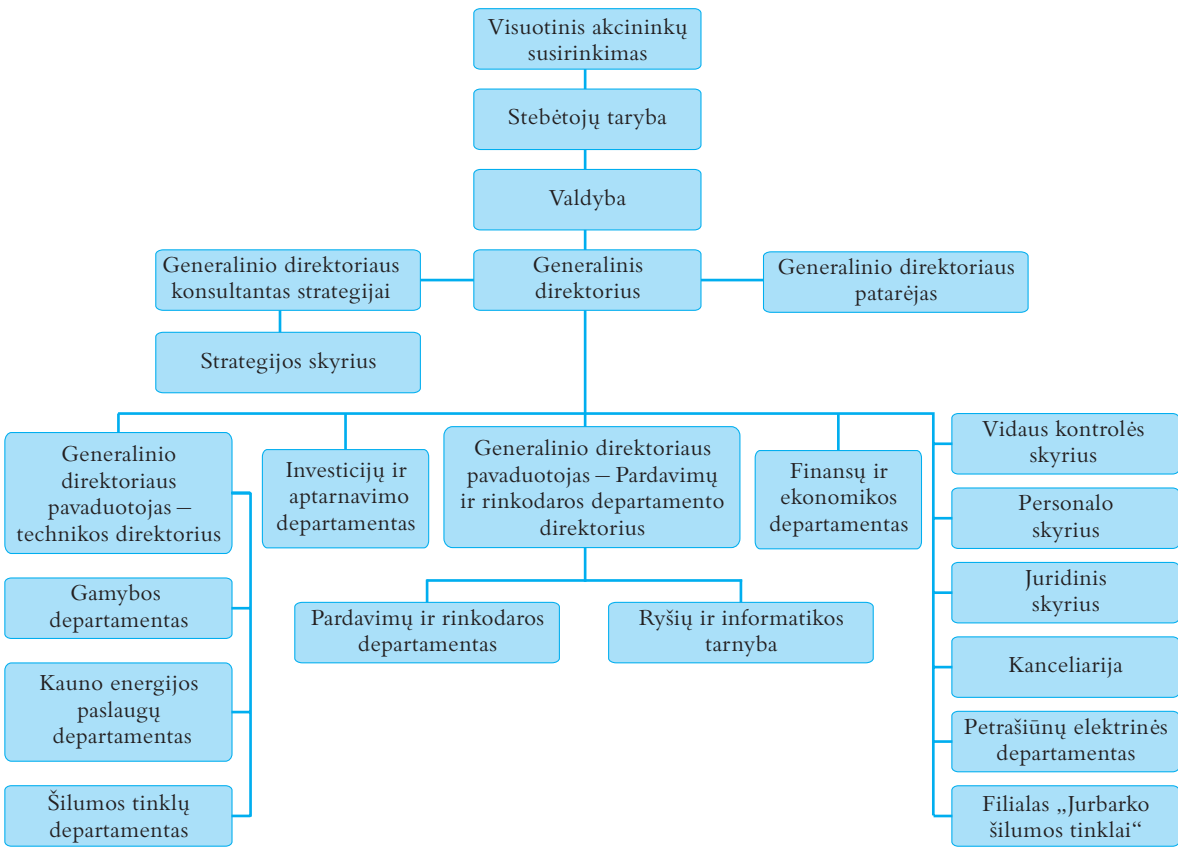 Visuotinis akcininkų
susirinkimas
Stebėtojų taryba
Valdyba
Generalinio direktoriaus
konsultantas strategijai
Generalinis
direktorius
Generalinio direktoriaus
patarėjas
Strategijos skyrius
Generalinio
direktoriaus
pavaduotojas –
technikos direktorius
Investicijų ir
aptarnavimo
departamentas
Generalinio direktoriaus
pavaduotojas – Pardavimų
ir rinkodaros departamento
direktorius
Finansų ir
ekonomikos
departamentas
Vidaus kontrolės
skyrius
Personalo
skyrius
Juridinis
skyrius
Kanceliarija
Petrašiūnų elektrinės
departamentas
Filialas „Jurbarko
šilumos tinklai“
Gamybos
departamentas
Kauno energijos
paslaugų
departamentas
Šilumos tinklų
departamentas
Pardavimų ir rinkodaros
departamentas
Ryšių ir informatikos
tarnyba